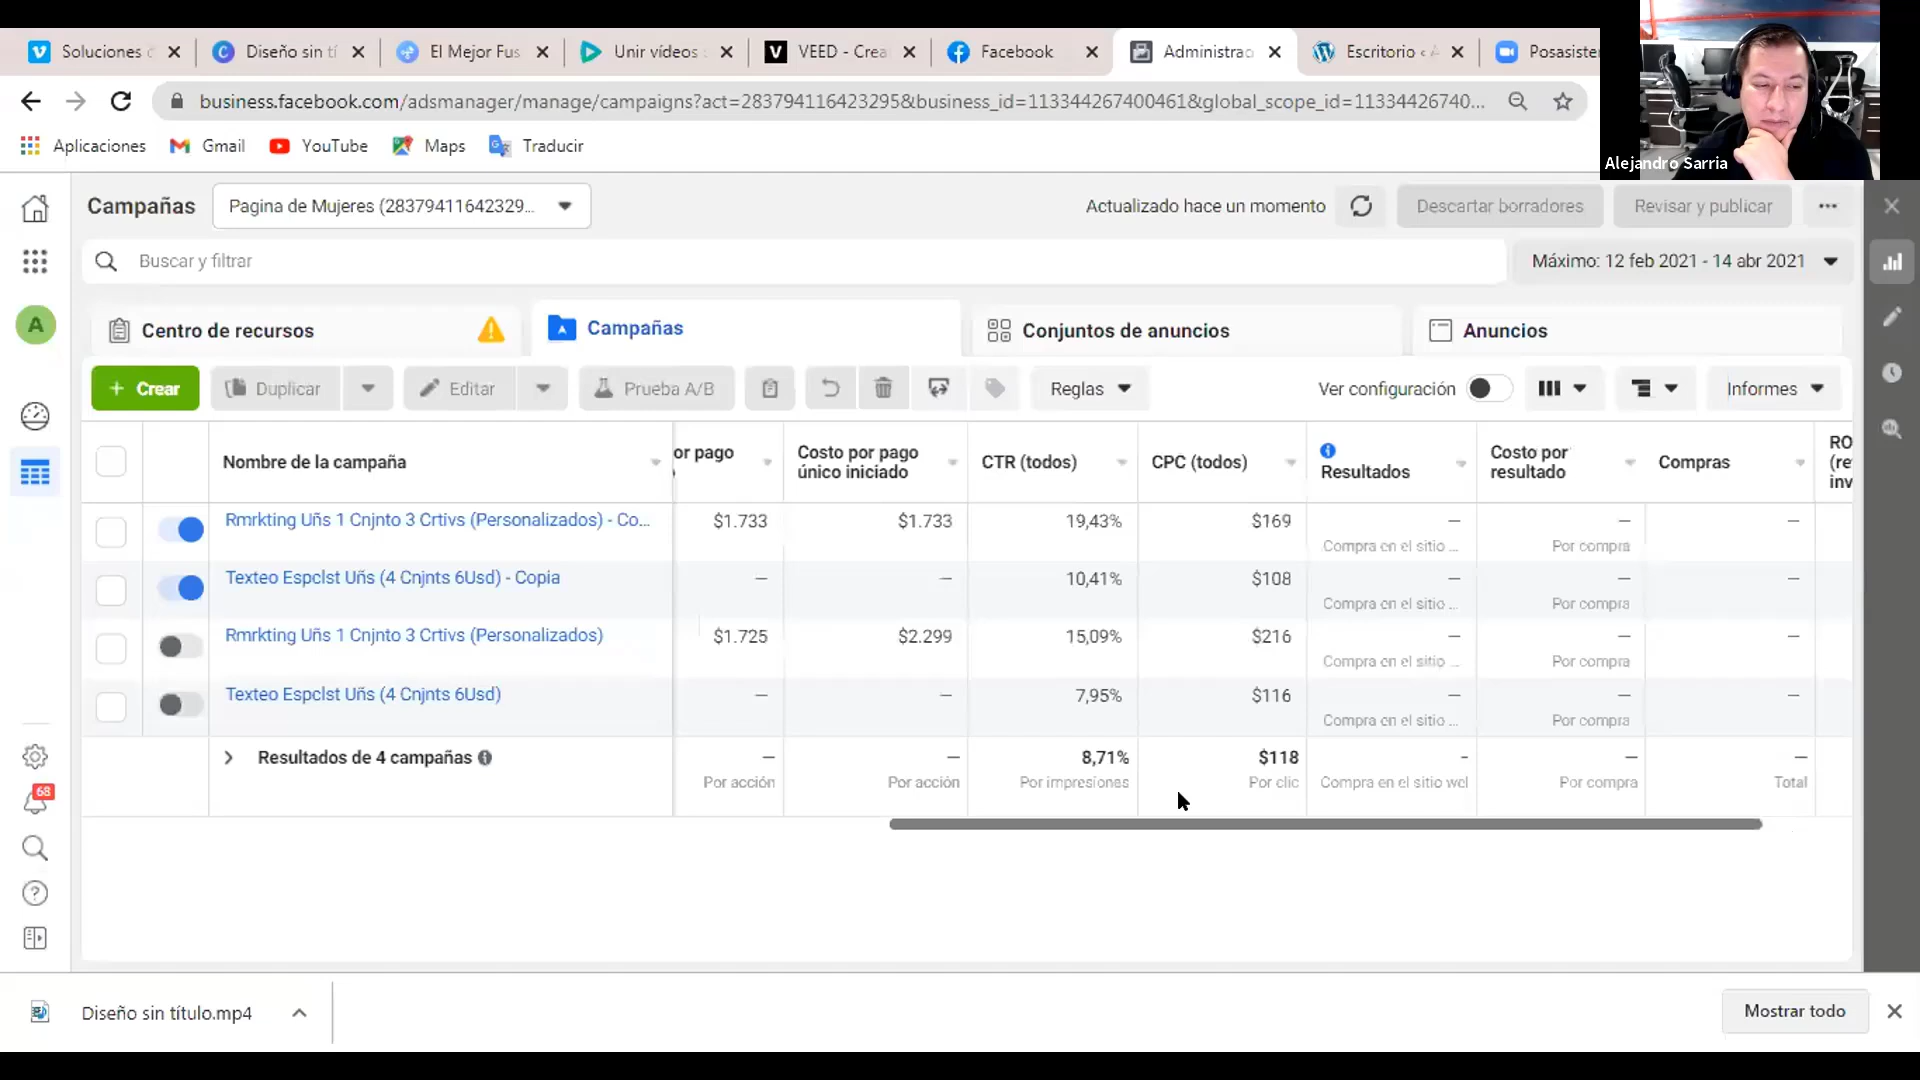 Soluciones
Diseño sin tí
El Mejor Fus
Unir vídeos
VEED - Crea
Facebook
Administrac
Escritorio ‹ A
Posasiste
business.facebook.com/adsmanager/manage/campaigns?act=283794116423295&business_id=113344267400461&global_scope_id=11334426740...
Aplicaciones
Gmail
YouTube
Maps
Traducir
Alejandro Sarria
Campañas
Pagina de Mujeres (28379411642329...
Actualizado hace un momento
Descartar borradores
Revisar y publicar
Buscar y filtrar
Máximo: 12 feb 2021 - 14 abr 2021
A
Centro de recursos
Campañas
Conjuntos de anuncios
Anuncios
+ Crear
Duplicar
Editar
Prueba A/B
Reglas
Ver configuración
Informes
Nombre de la campaña
or pago
Costo por pago único iniciado
CTR (todos)
CPC (todos)
Resultados
Costo por resultado
Compras
RO
(re
inv
Rmrkting Uñs 1 Cnjnto 3 Crtivs (Personalizados) - Co...
$1.733
$1.733
19,43%
$169
—
Compra en el sitio ...
—
Por compra
—
Texteo Espclst Uñs (4 Cnjnts 6Usd) - Copia
—
—
10,41%
$108
—
Compra en el sitio ...
—
Por compra
—
Rmrkting Uñs 1 Cnjnto 3 Crtivs (Personalizados)
$1.725
$2.299
15,09%
$216
—
Compra en el sitio ...
—
Por compra
—
Texteo Espclst Uñs (4 Cnjnts 6Usd)
—
—
7,95%
$116
—
Compra en el sitio ...
—
Por compra
—
Resultados de 4 campañas
—
Por acción
—
Por acción
8,71%
Por impresiones
$118
Por clic
-
Compra en el sitio wel
—
Por compra
—
Total
68
Diseño sin título.mp4
Mostrar todo